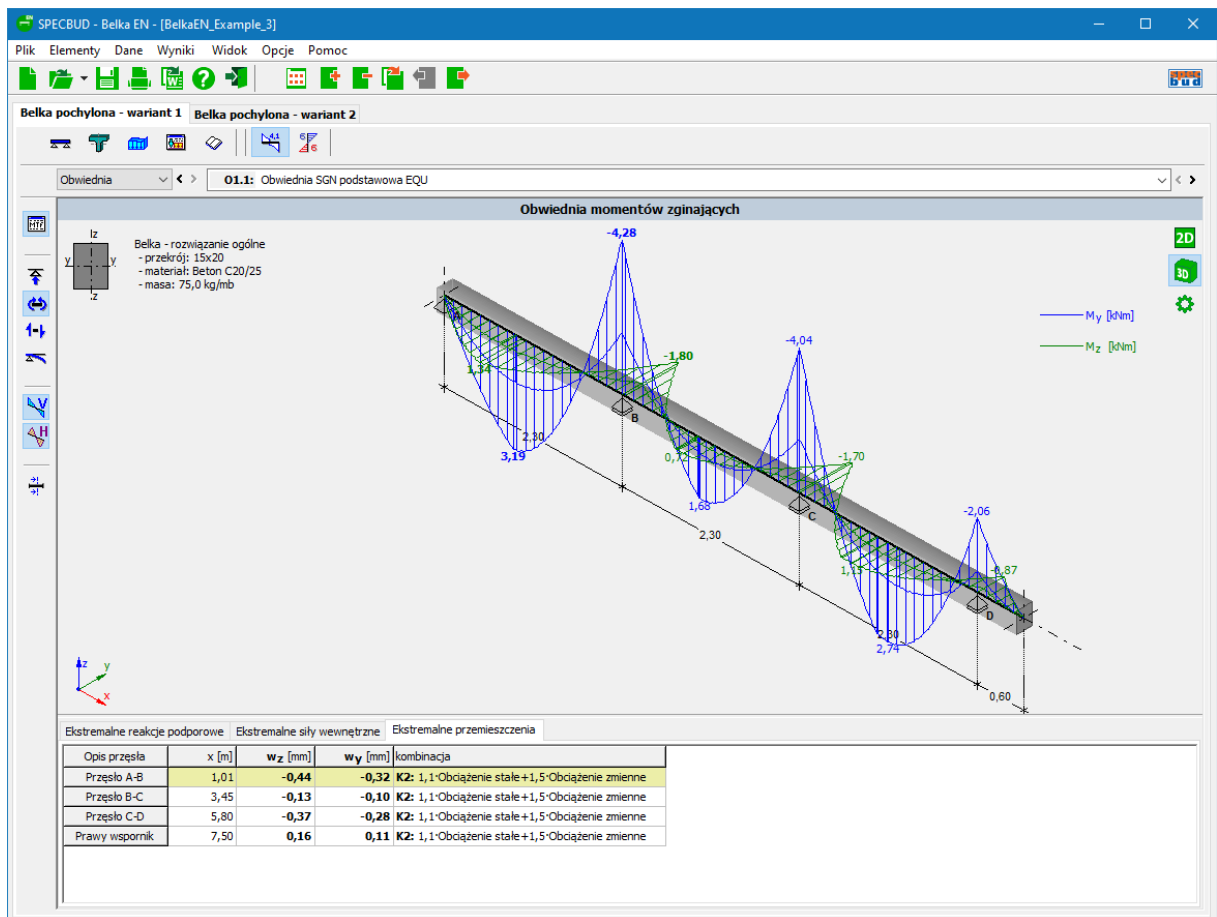 SPECBUD - Belka EN - [BelkaEN_Example_3]
Plik Elementy Dane Wyniki Widok Opcje Pomoc
spec bud
Belka pochylona - wariant 1 Belka pochylona - wariant 2
Obwiednia O1.1: Obwiednia SGN podstawowa EQU
Obwiednia momentów zginających
z
y y
z
Belka - rozwiązanie ogólne
- przekrój: 15x20
- materiał: Beton C20/25
- masa: 75,0 kg/mb
2D
3D
My [kNm]
Mz [kNm]
-4,28
-4,04
A
1,34
-1,80
B
2,30
3,19
0,72
-1,70
1,68
C
2,30
-2,06
1,15
-0,87
D
2,30
2,74
0,60
z
y
x
Ekstremalne reakcje podporowe Ekstremalne siły wewnętrzne Ekstremalne przemieszczenia
Opis przęsła x [m] wz [mm] wy [mm] kombinacja
Przęsło A-B 1,01 -0,44 -0,32 K2: 1,1·Obciążenie stałe+1,5·Obciążenie zmienne
Przęsło B-C 3,45 -0,13 -0,10 K2: 1,1·Obciążenie stałe+1,5·Obciążenie zmienne
Przęsło C-D 5,80 -0,37 -0,28 K2: 1,1·Obciążenie stałe+1,5·Obciążenie zmienne
Prawy wspornik 7,50 0,16 0,11 K2: 1,1·Obciążenie stałe+1,5·Obciążenie zmienne